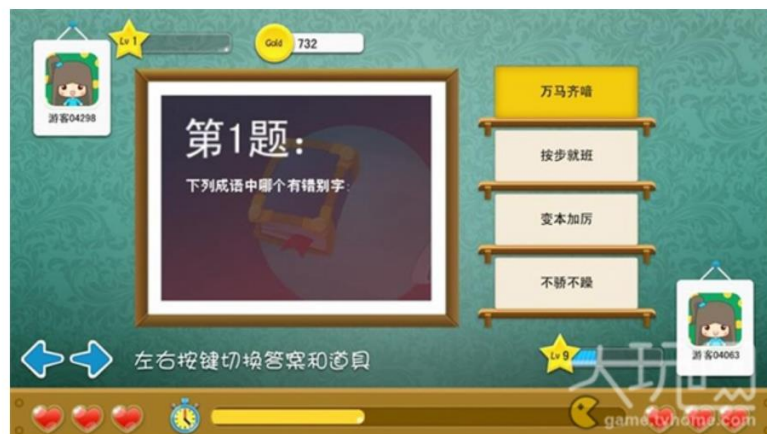 Lv 1
Gold 732
游客04298
第1题：
下列成语中哪个有错别字：
万马齐喑
按步就班
变本加厉
不骄不躁
左右按键切换答案和道具
Lv 9
游客04063
大玩网
game.tvhome.com